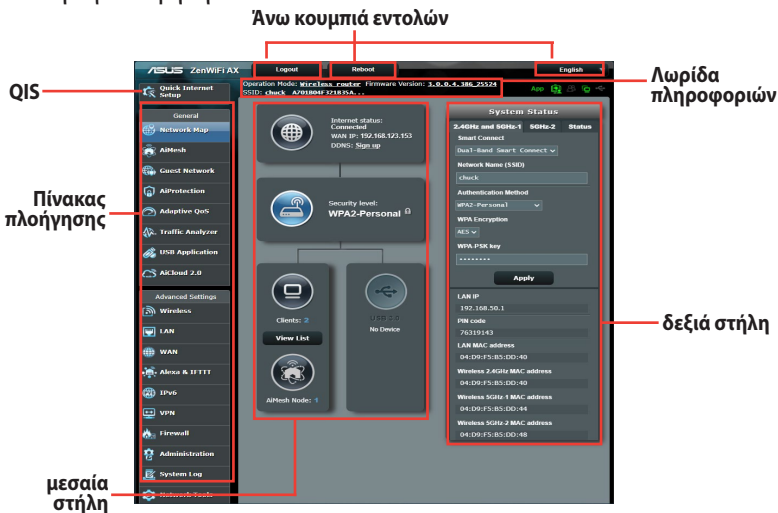 Άνω κουμπιά εντολών
QIS
Πίνακας
πλοήγησης
μεσαία
στήλη
Λωρίδα
πληροφοριών
δεξιά στήλη
ASUS ZenWiFi AX
Logout
Reboot
English
Quick Internet
Setup
Operation Mode: Wireless router Firmware Version: 3.0.0.4.386_25524
SSID: chuck A701804F32183SA...
App
General
Network Map
AiMesh
Guest Network
AiProtection
Adaptive QoS
Traffic Analyzer
USB Application
AiCloud 2.0
Advanced Settings
Wireless
LAN
WAN
Alexa & IFTTT
IPv6
VPN
Firewall
Administration
System Log
Network Tools
Internet status:
Connected
WAN IP: 192.168.123.153
DDNS: Sign up
Security level:
WPA2-Personal
Clients: 2
View List
AiMesh Node: 1
USB 3.0
No Device
System Status
2.4GHz and 5GHz-1 5GHz-2 Status
Smart Connect
Dual-Band Smart Connect
Network Name (SSID)
chuck
Authentication Method
WPA2-Personal
WPA Encryption
AES
WPA-PSK key
••••••••
Apply
LAN IP
192.168.50.1
PIN code
76319143
LAN MAC address
04:D9:F5:B5:DD:40
Wireless 2.4GHz MAC address
04:D9:F5:B5:DD:40
Wireless 5GHz-1 MAC address
04:D9:F5:B5:DD:44
Wireless 5GHz-2 MAC address
04:D9:F5:B5:DD:48